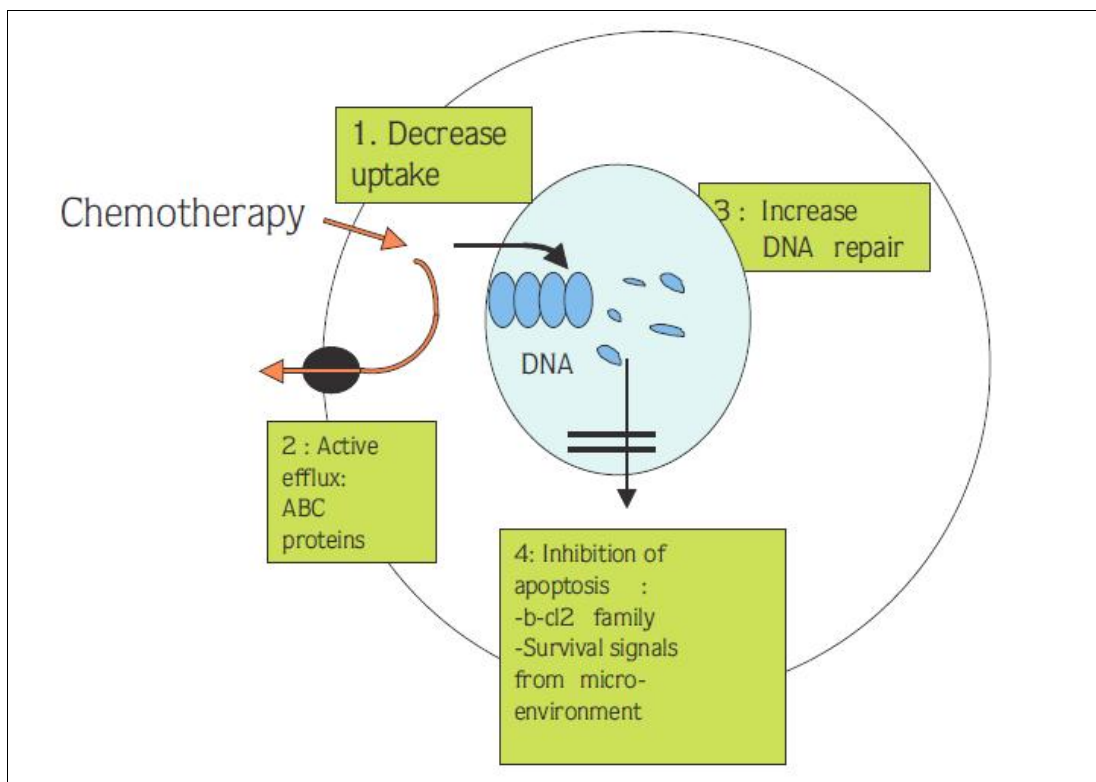 1. Decrease
uptake
Chemotherapy
3 : Increase
DNA repair
DNA
2 : Active
efflux:
ABC
proteins
4: Inhibition of
apoptosis :
-b-cl2 family
-Survival signals
from micro-
environment